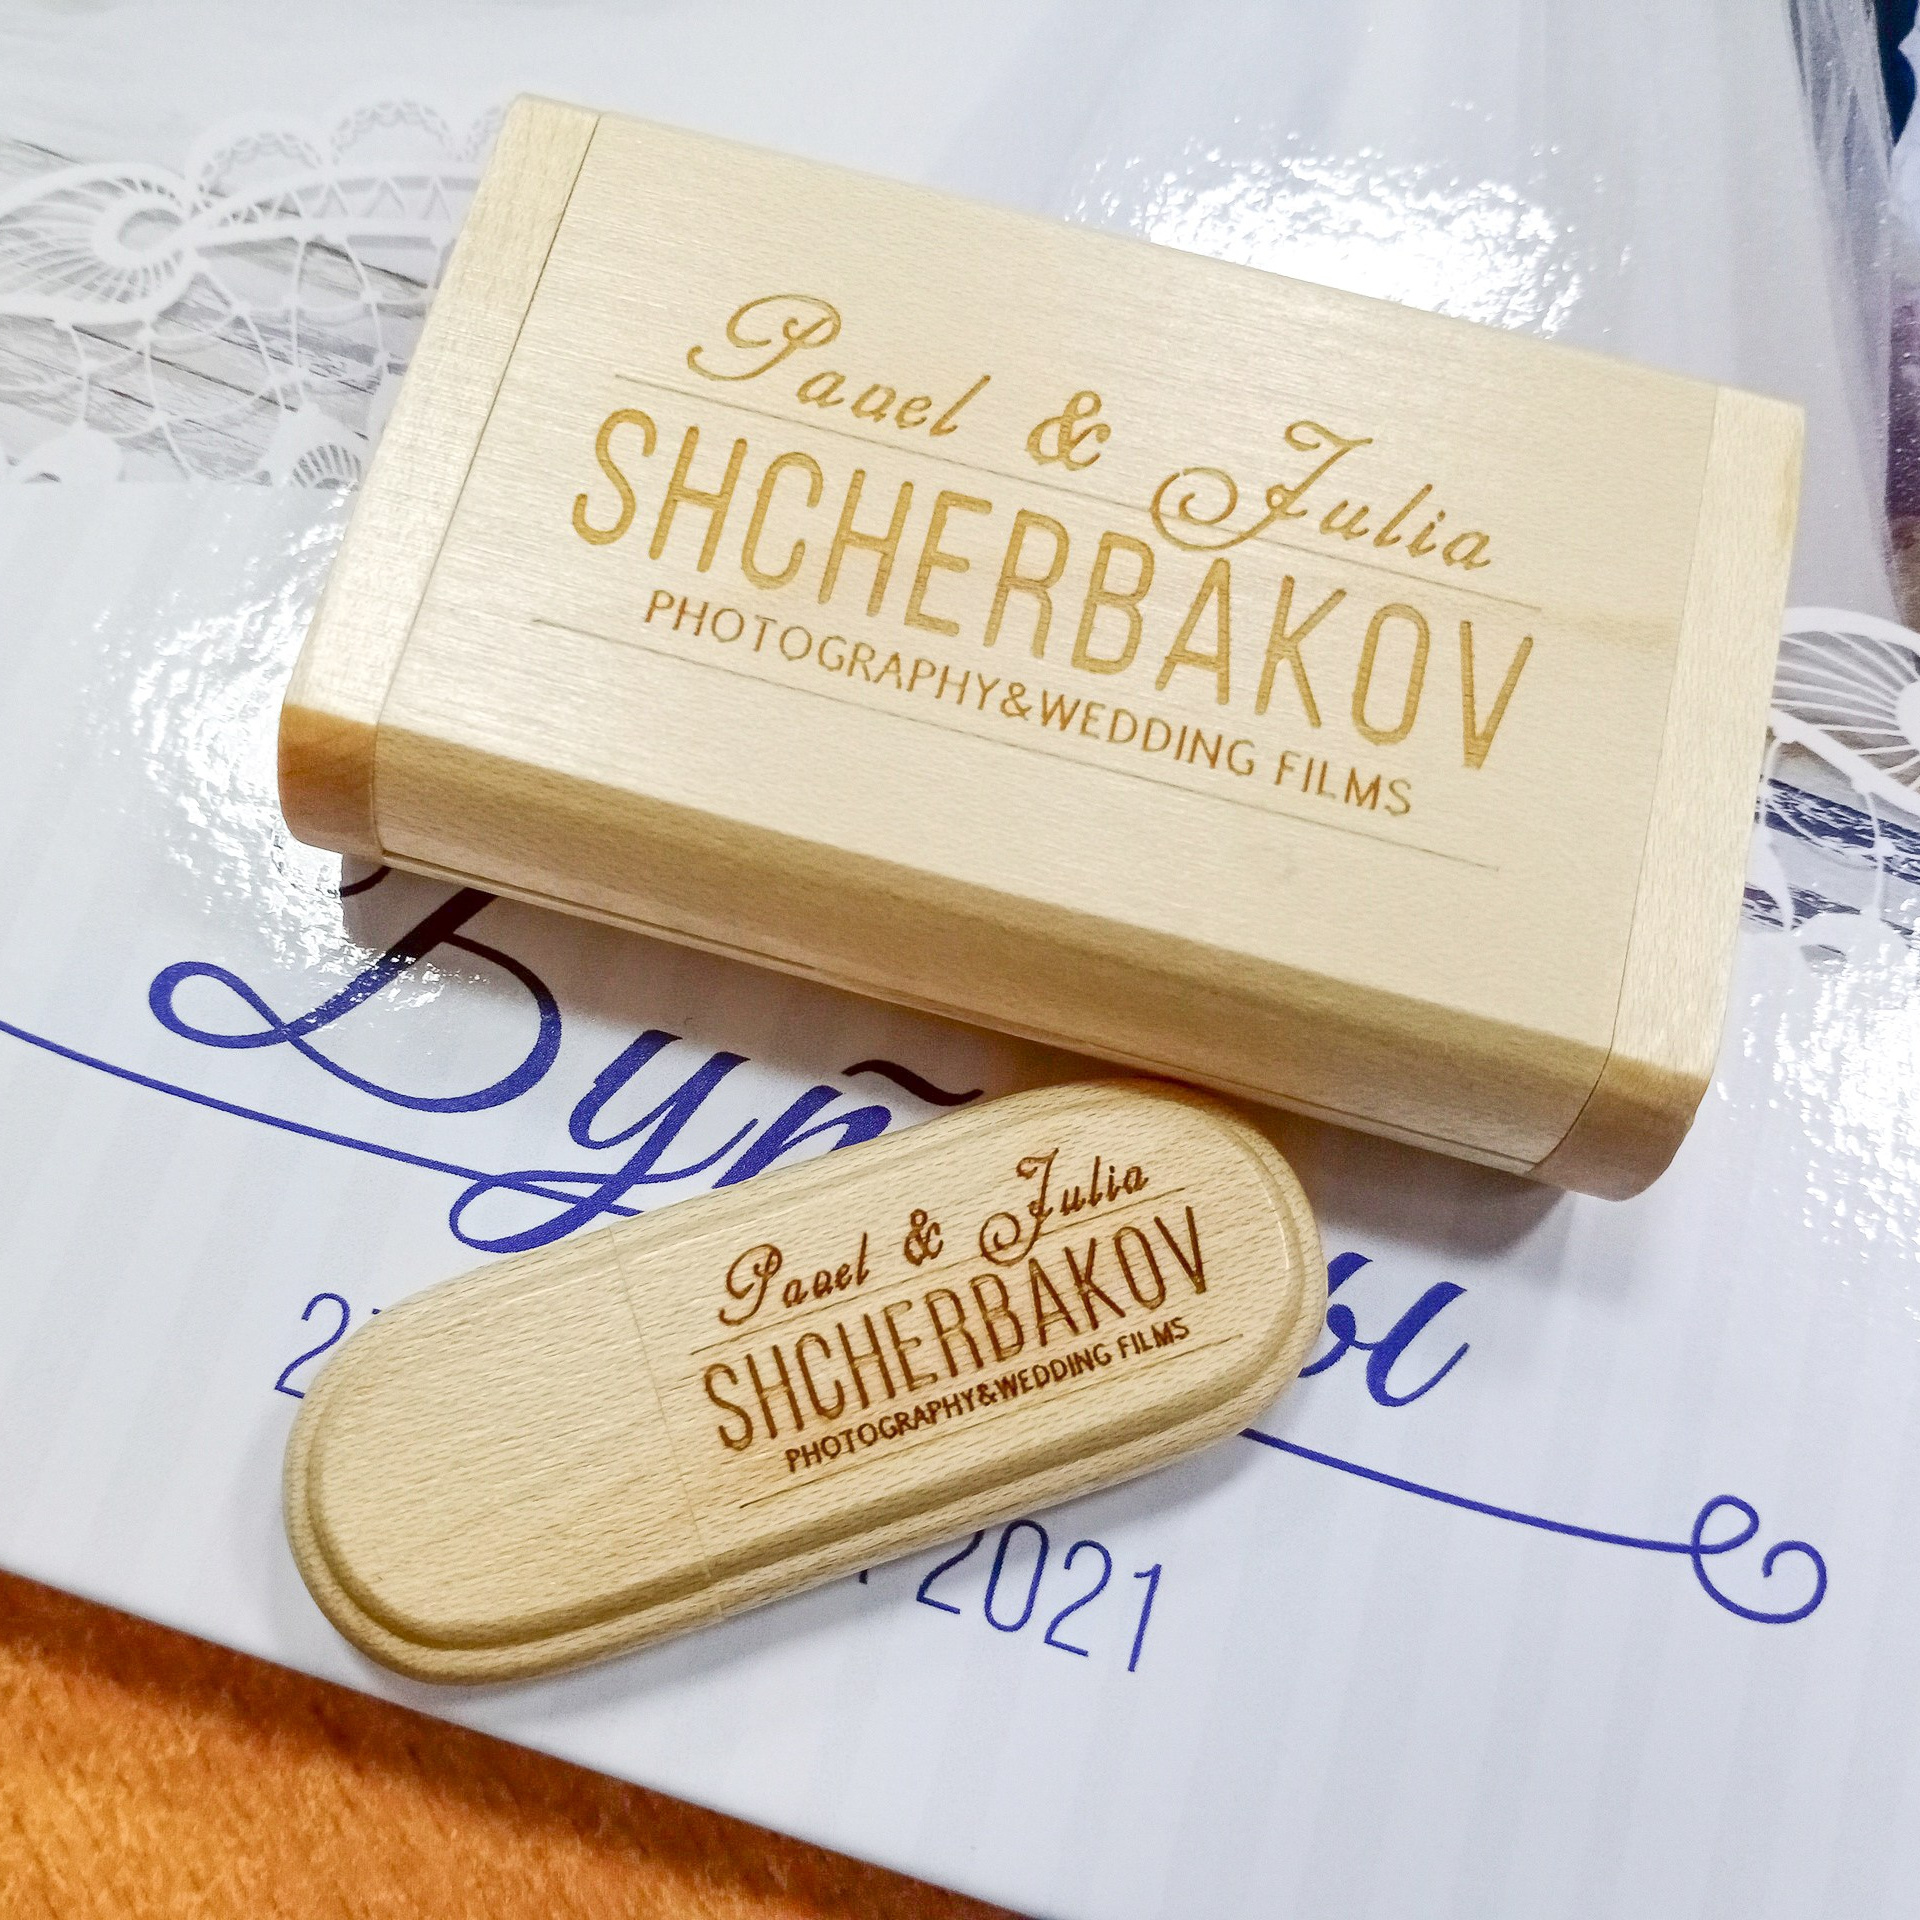 Pavel & Julia
SHCHERBAKOV
PHOTOGRAPHY&WEDDING FILMS
Pavel & Julia
SHCHERBAKOV
PHOTOGRAPHY&WEDDING FILMS
2021